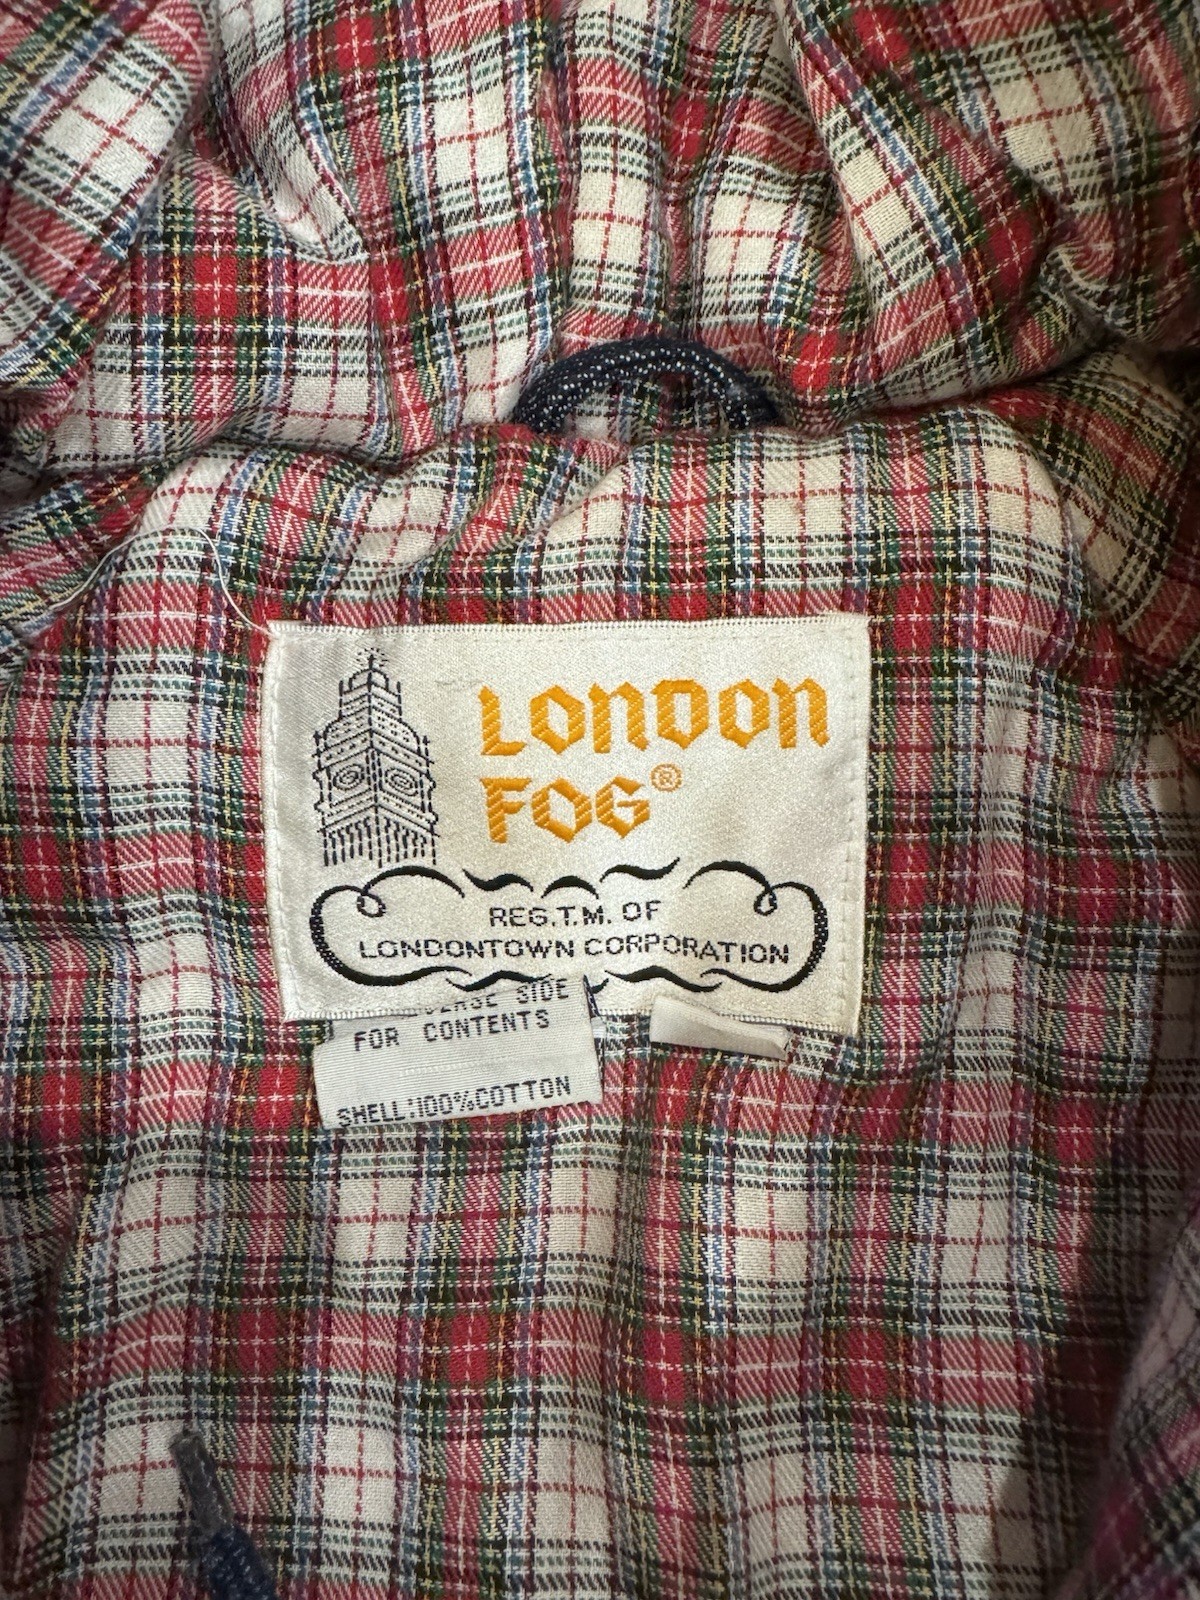 LONDON
FOG®
REG.T.M. OF
LONDONTOWN CORPORATION
SIDE
FOR CONTENTS
SHELL:100%COTTON